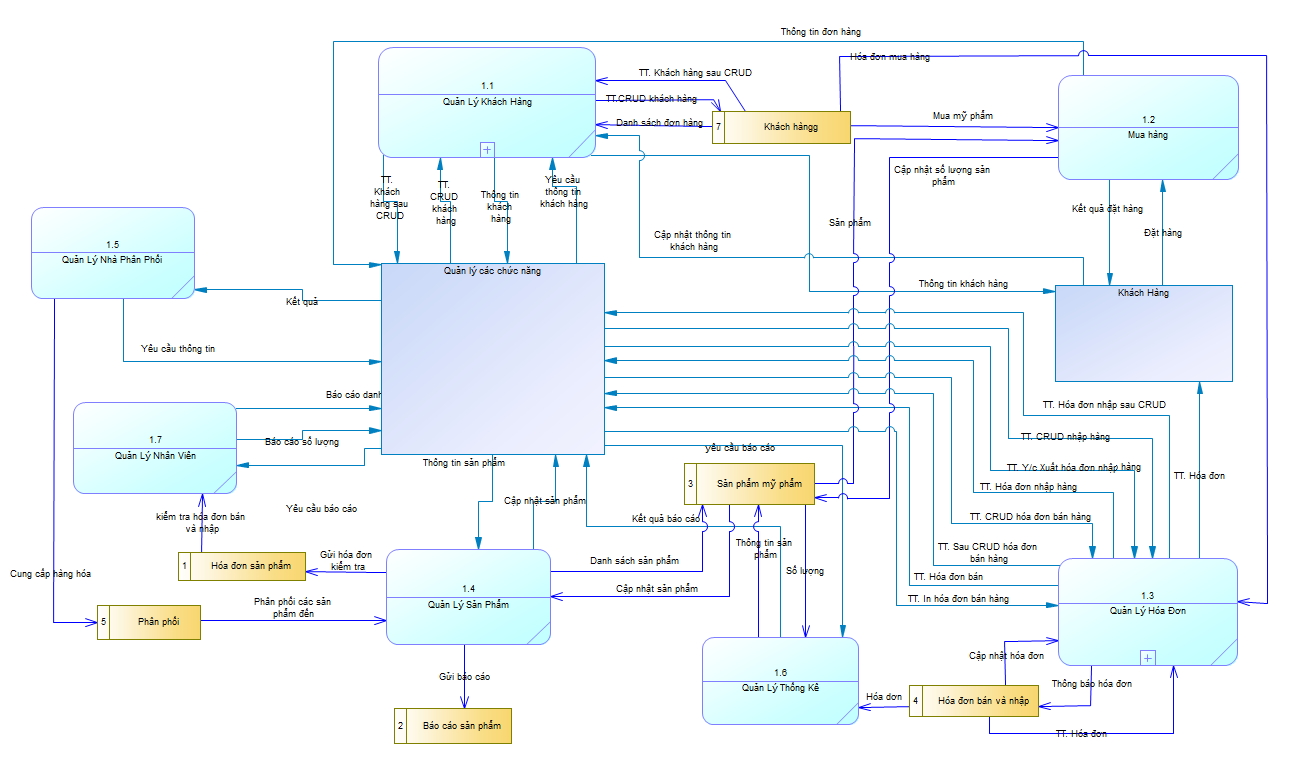 Thông tin đơn hàng
Hóa đơn mua hàng
1.1
Quản Lý Khách Hàng
TT. Khách hàng sau CRUD
TT.CRUD khách hàng
Danh sách đơn hàng
7
Khách hàngg
Mua mỹ phẩm
1.2
Mua hàng
Cập nhật số lượng sản
phẩm
TT.
Khách
hàng sau
CRUD
TT.
CRUD
khách
hàng
Thông tin
khách
hàng
Yêu cầu
thông tin
khách hàng
Sản phẩm
Kết quả đặt hàng
Đặt hàng
Cập nhật thông tin
khách hàng
1.5
Quản Lý Nhà Phân Phối
Quản lý các chức năng
Thông tin khách hàng
Khách Hàng
Kết quả
Yêu cầu thông tin
Báo cáo danh
1.7
Quản Lý Nhân Viên
Báo cáo số lượng
TT. Hóa đơn nhập sau CRUD
TT. CRUD nhập hàng
yêu cầu báo cáo
Thông tin sản phẩm
TT. Y/c Xuất hóa đơn nhập hàng
TT. Hóa đơn
3
Sản phẩm mỹ phẩm
TT. Hóa đơn nhập hàng
Cập nhật sản phẩm
Yêu cầu báo cáo
kiểm tra hóa đơn bán
và nhập
Kết quả báo cáo
TT. CRUD hóa đơn bán hàng
Thông tin sản
phẩm
TT. Sau CRUD hóa đơn
bán hàng
1
Hóa đơn sản phẩm
Gửi hóa đơn
kiểm tra
Danh sách sản phẩm
Số lượng
Cung cấp hàng hóa
TT. Hóa đơn bán
1.4
Quản Lý Sản Phẩm
Cập nhật sản phẩm
TT. In hóa đơn bán hàng
1.3
Quản Lý Hóa Đơn
Phân phối các sản
phẩm đến
5
Phân phối
Cập nhật hóa đơn
Gửi báo cáo
1.6
Quản Lý Thống Kê
Thông báo hóa đơn
Hóa dơn
4
Hóa đơn bán và nhập
2
Báo cáo sản phẩm
TT. Hóa đơn